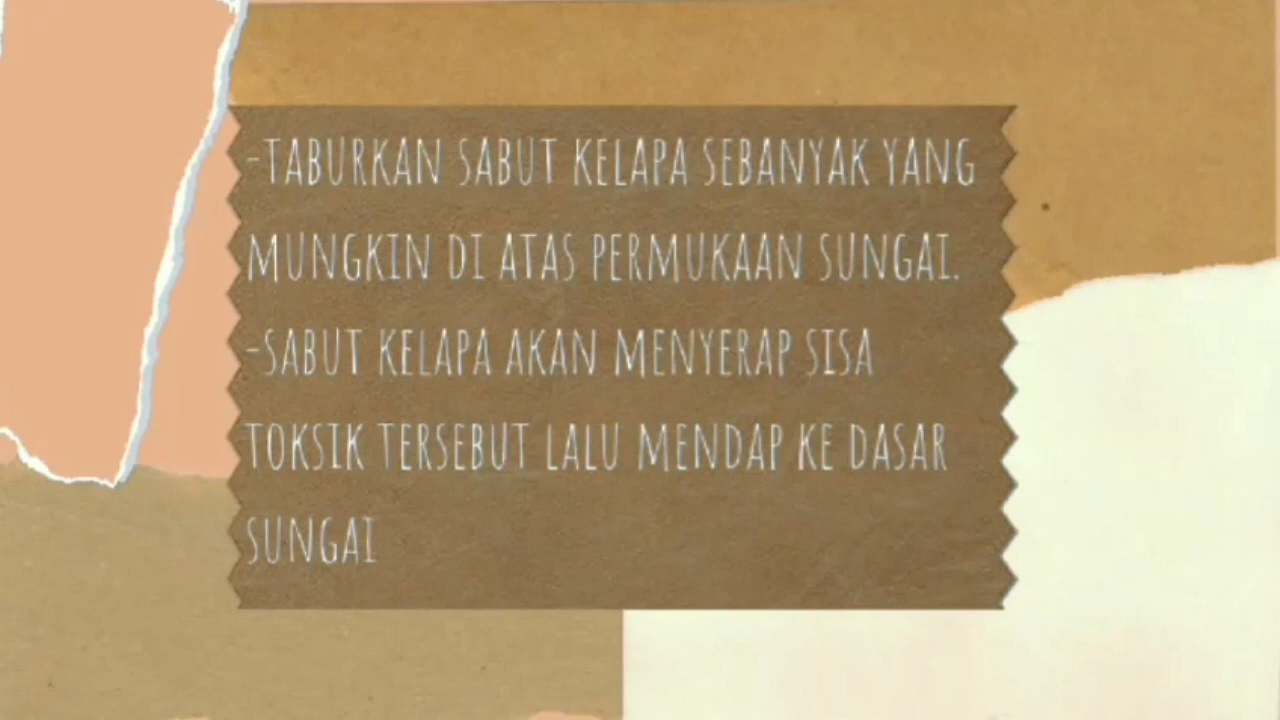 -TABURKAN SABUT KELAPA SEBANYAK YANG
MUNGKIN DI ATAS PERMUKAAN SUNGAI.
-SABUT KELAPA AKAN MENYERAP SISA
TOKSIK TERSEBUT LALU MENDAP KE DASAR
SUNGAI